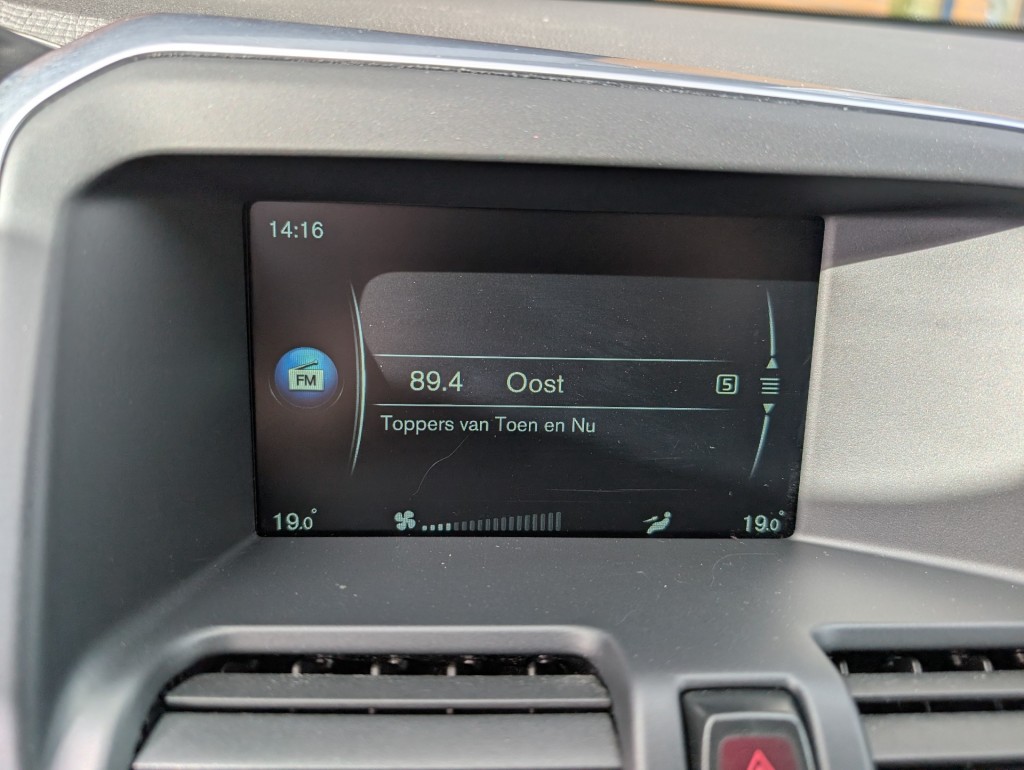 14:16
FM
89.4 Oost 5
Toppers van Toen en Nu
19.0° 19.0°